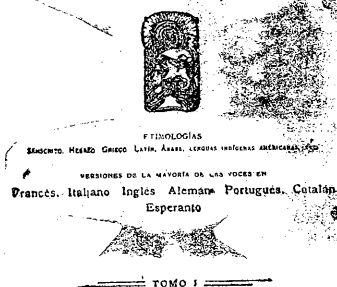 ETIMOLOGÍAS
SÁNSCRITO, HEBREO, GRIEGO, LATÍN, ÁRABE, LENGUAS INDÍGENAS AMERICANAS, ETC.
VERSIONES DE LA MAYORÍA DE LAS VOCES EN
Francés, Italiano Inglés Alemán Portugués, Catalán
Esperanto
TOMO I